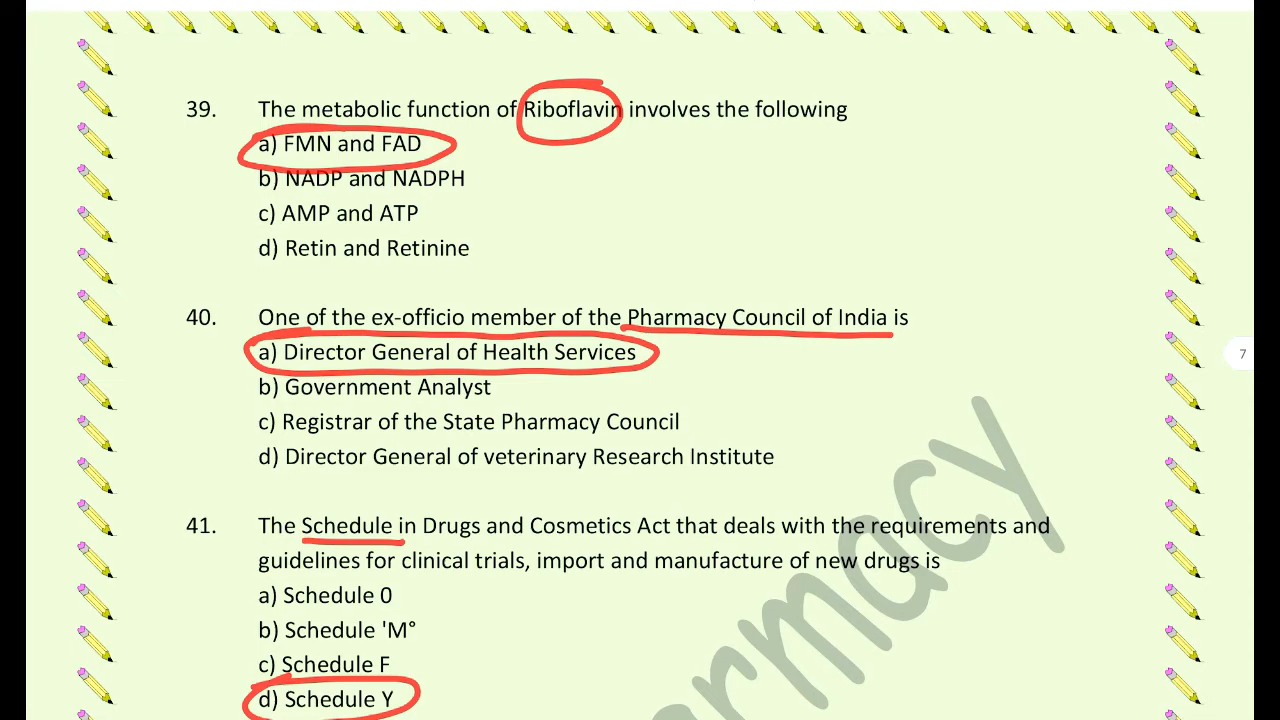 39. The metabolic function of Riboflavin involves the following
a) FMN and FAD
b) NADP and NADPH
c) AMP and ATP
d) Retin and Retinine
40. One of the ex-officio member of the Pharmacy Council of India is
a) Director General of Health Services
b) Government Analyst
c) Registrar of the State Pharmacy Council
d) Director General of veterinary Research Institute
7
41. The Schedule in Drugs and Cosmetics Act that deals with the requirements and
guidelines for clinical trials, import and manufacture of new drugs is
a) Schedule 0
b) Schedule 'M°
c) Schedule F
d) Schedule Y